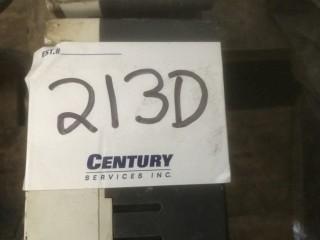 EST.#
213D
CENTURY
SERVICES INC.